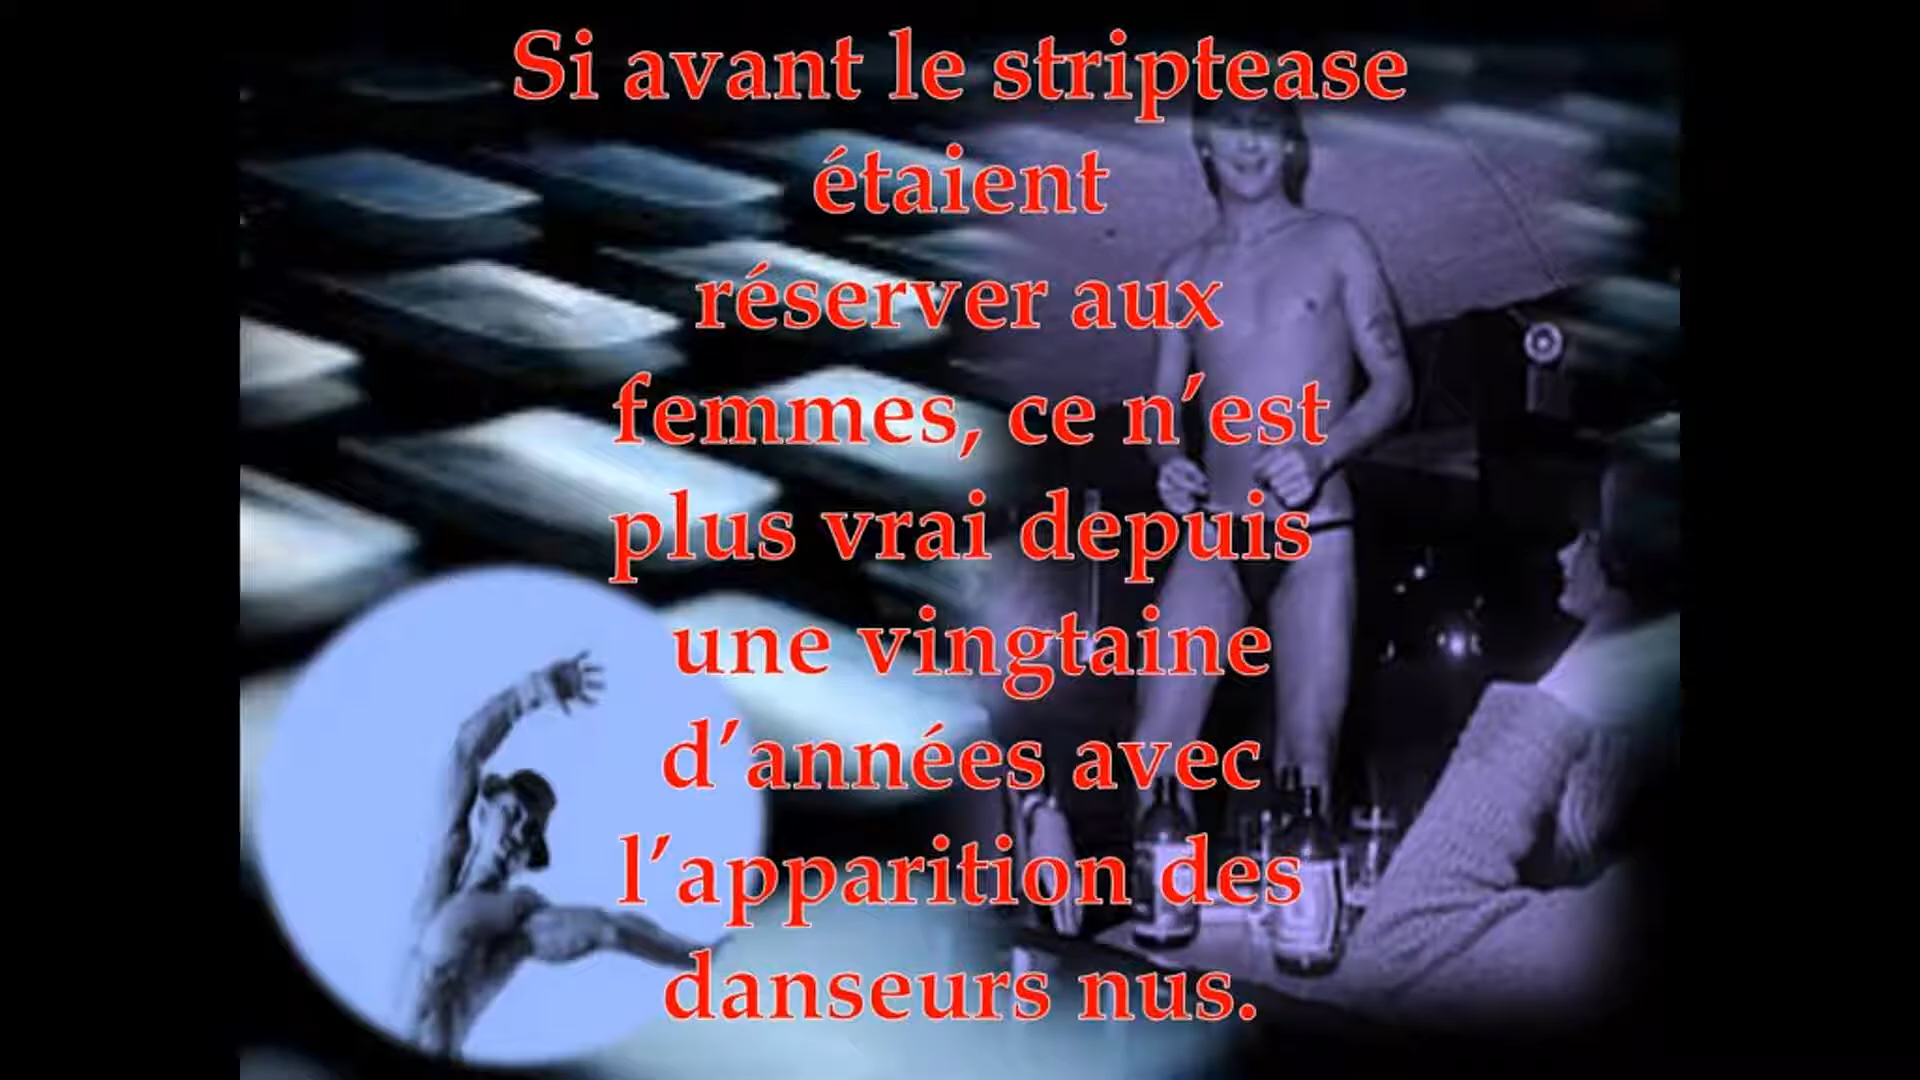 Si avant le striptease
étaient
réserver aux
femmes, ce n’est
plus vrai depuis
une vingtaine
d’années avec
l’apparition des
danseurs nus.